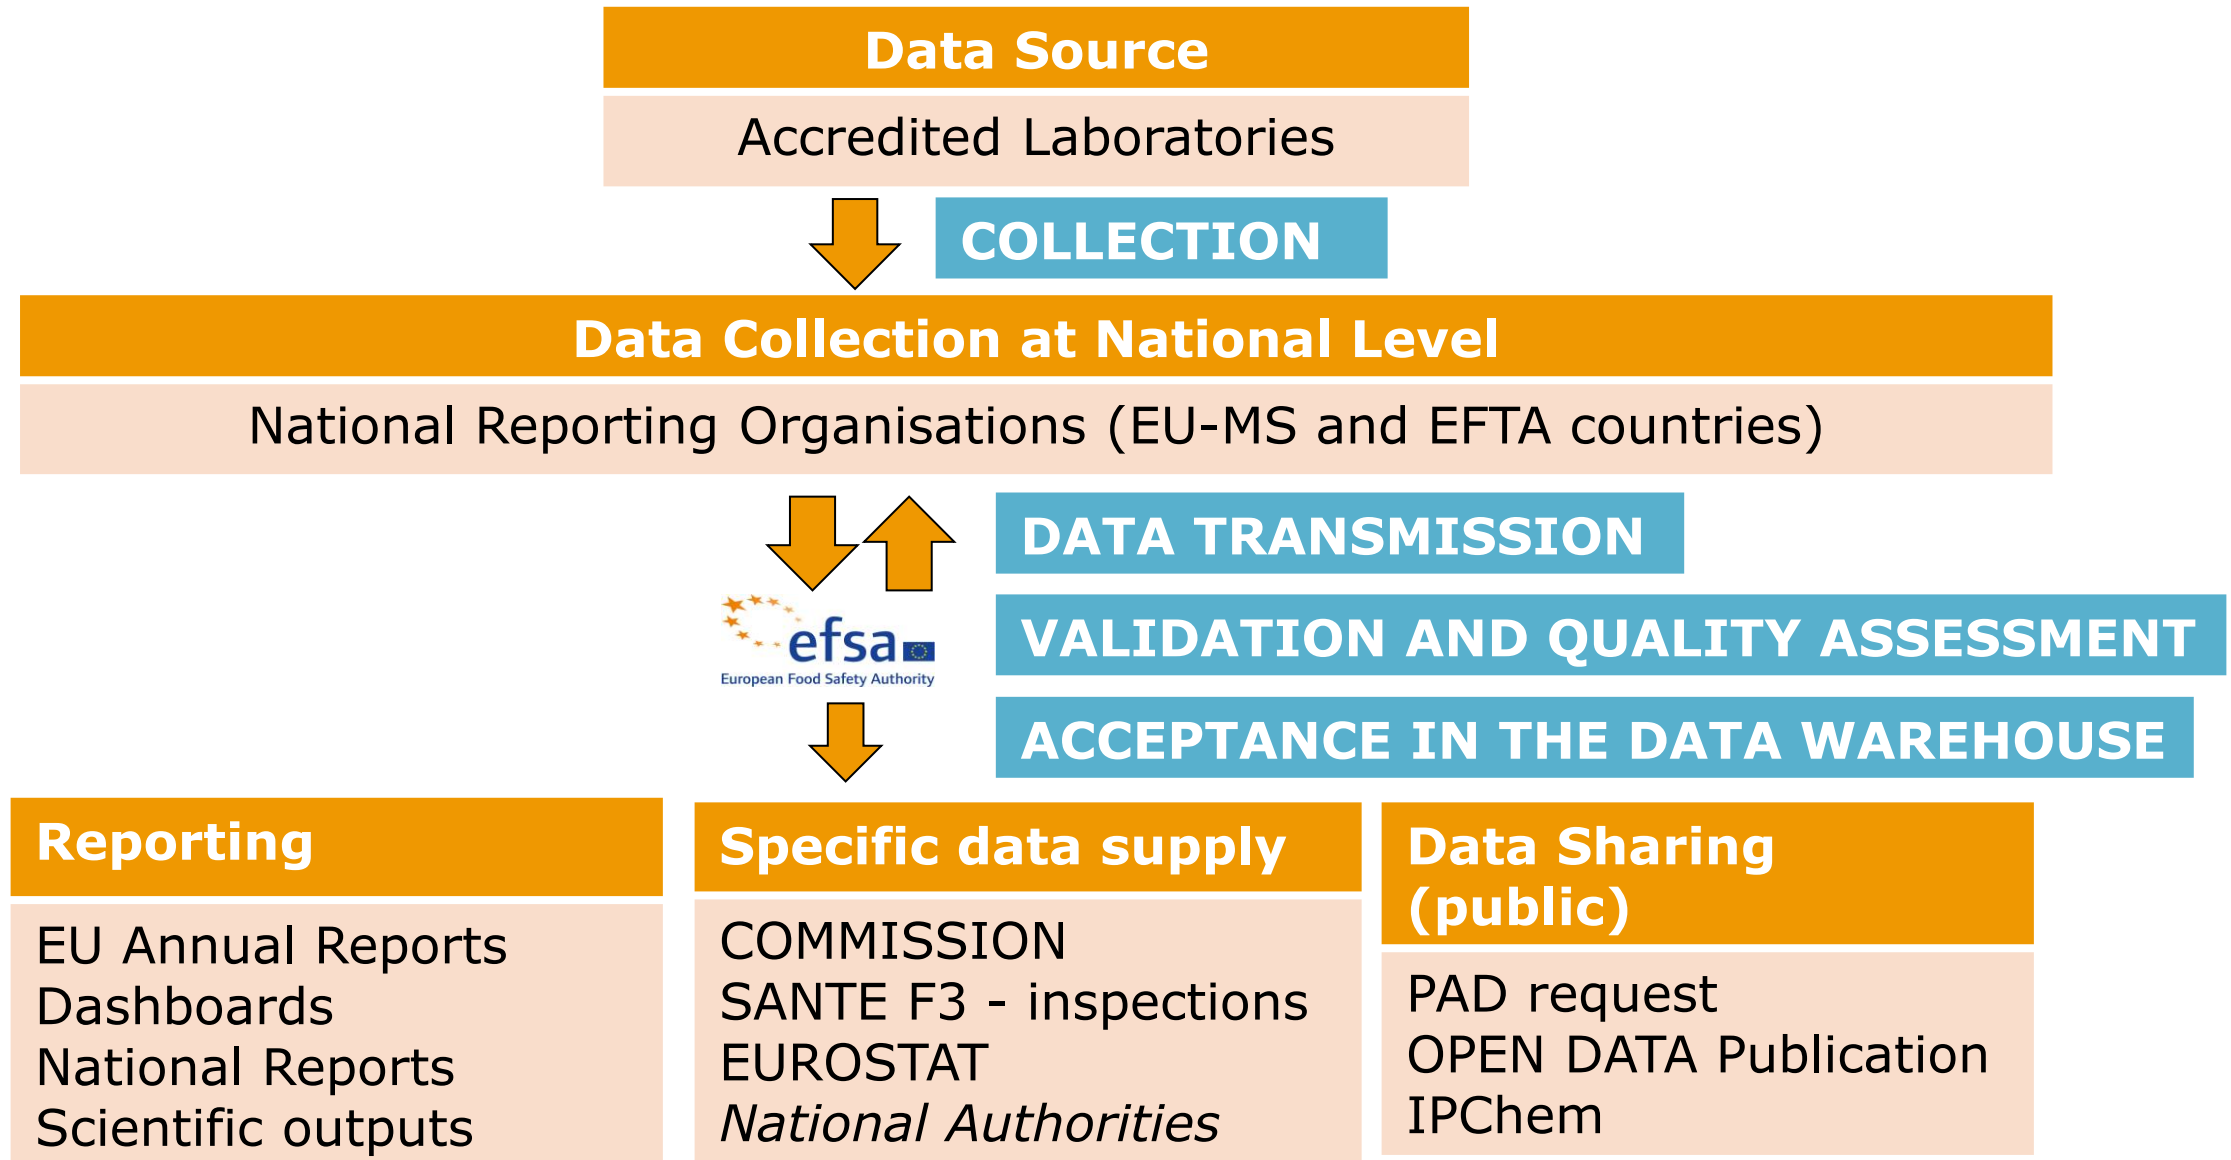 Data Source
Accredited Laboratories
COLLECTION
Data Collection at National Level
National Reporting Organisations (EU-MS and EFTA countries)
DATA TRANSMISSION
efsa
European Food Safety Authority
VALIDATION AND QUALITY ASSESSMENT
ACCEPTANCE IN THE DATA WAREHOUSE
Reporting
EU Annual Reports
Dashboards
National Reports
Scientific outputs
Specific data supply
COMMISSION
SANTE F3 - inspections
EUROSTAT
National Authorities
Data Sharing
(public)
PAD request
OPEN DATA Publication
IPChem